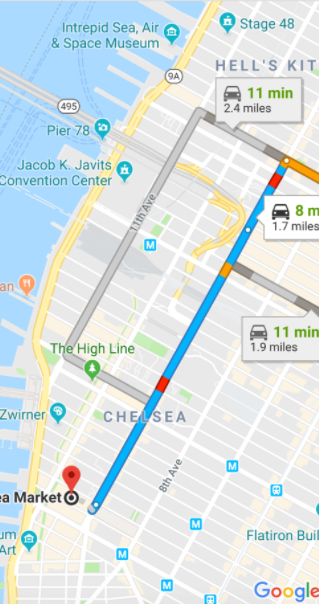 Intrepid Sea, Air
& Space Museum
Stage 48
HELL'S KIT
9A
11 min
2.4 miles
495
Pier 78
Jacob K. Javits
Convention Center
11th Ave
M
8 m
1.7 miles
an
11 min
1.9 miles
The High Line
Zwirner
CHELSEA
8th Ave
M
ea Market
Flatiron Buil
M
um
Art
M
M
Google